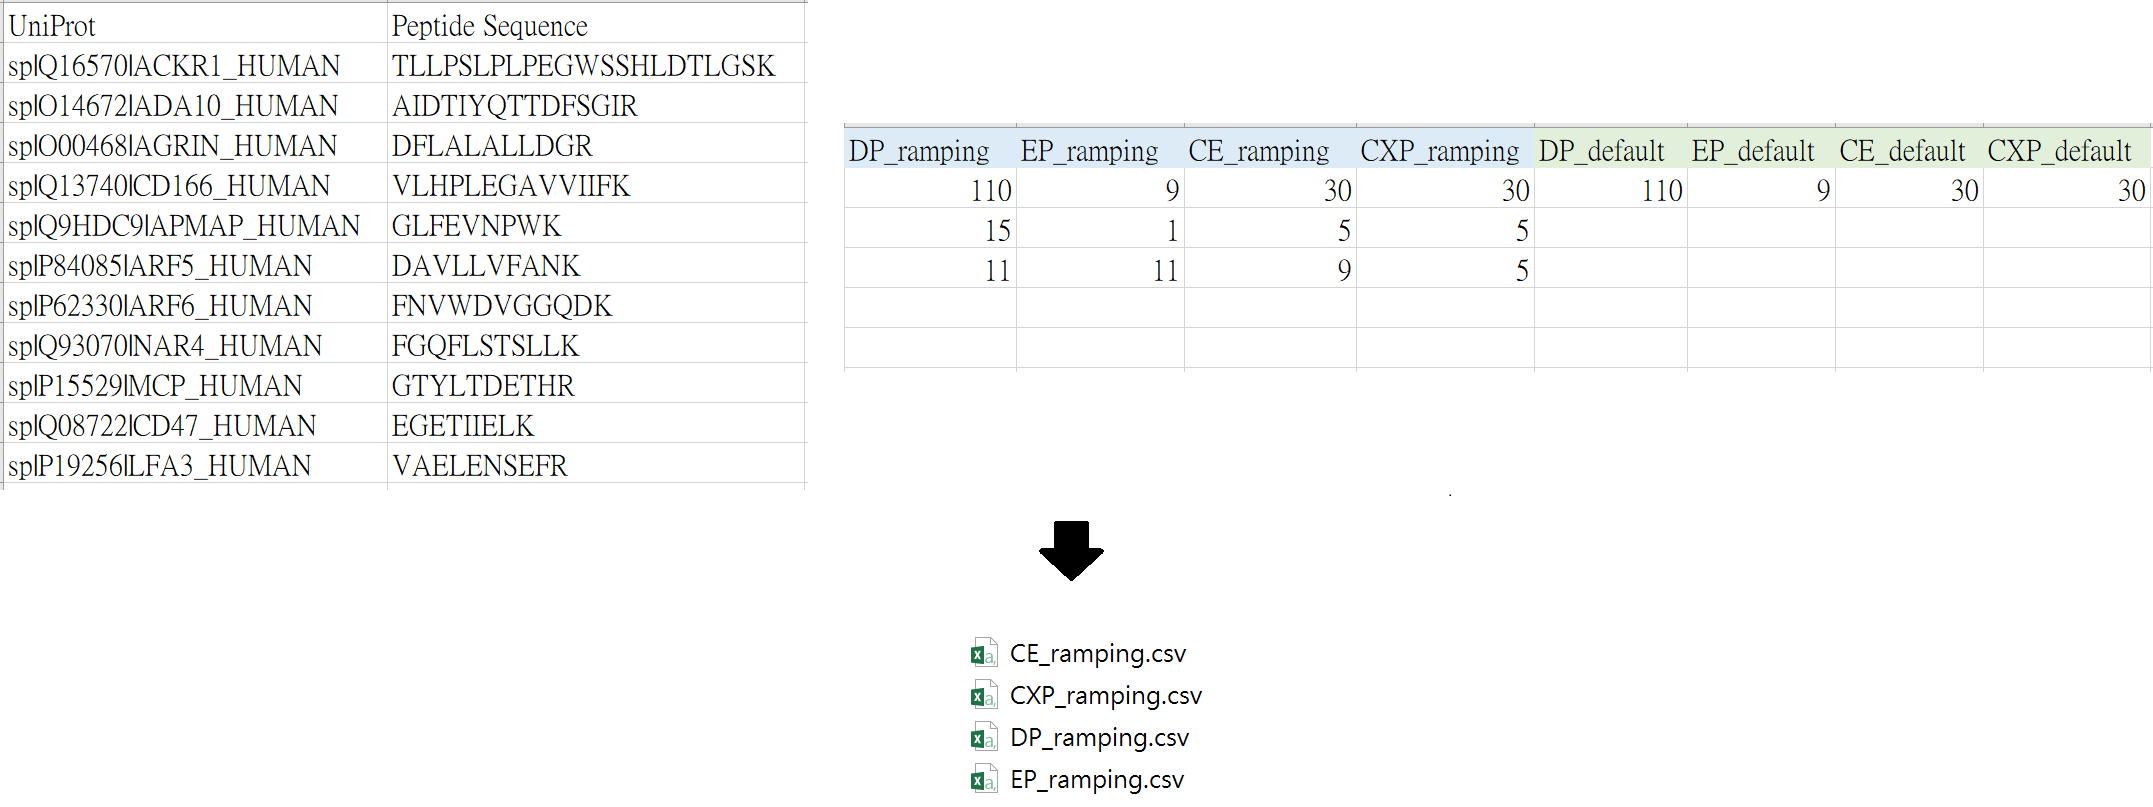 UniProt Peptide Sequence
sp|Q16570|ACKR1_HUMAN TLLPSLPLPEGWSSHLDTLGSK
sp|O14672|ADA10_HUMAN AIDTIYQTTDFSGIR
sp|O00468|AGRIN_HUMAN DFLALALLDGR
sp|Q13740|CD166_HUMAN VLHPLEGAVVIIFK
sp|Q9HDC9|APMAP_HUMAN GLFEVNPWK
sp|P84085|ARF5_HUMAN DAVLLVFANK
sp|P62330|ARF6_HUMAN FNVWDVGGQDK
sp|Q93070|NAR4_HUMAN FGQFLSTSLLK
sp|P15529|MCP_HUMAN GTYLTDETHR
sp|Q08722|CD47_HUMAN EGETIIELK
sp|P19256|LFA3_HUMAN VAELENSEFR
DP_ramping EP_ramping CE_ramping CXP_ramping DP_default EP_default CE_default CXP_default
110 9 30 30 110 9 30 30
15 1 5 5
11 11 9 5
CE_ramping.csv
CXP_ramping.csv
DP_ramping.csv
EP_ramping.csv